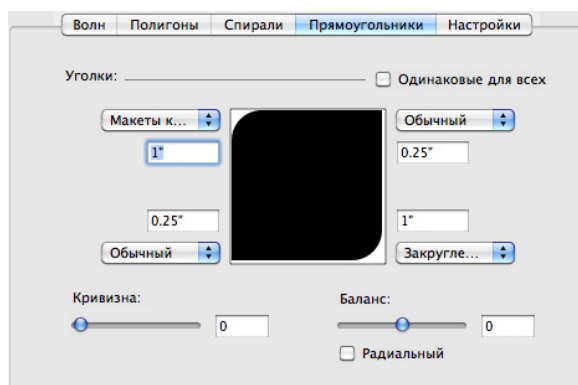 Волн Полигоны Спирали Прямоугольники Настройки
Уголки: Одинаковые для всех
Макеты к... Обычный
1" 0.25"
0.25" 1"
Обычный Закругле...
Кривизна: Баланс:
0 0
Радиальный